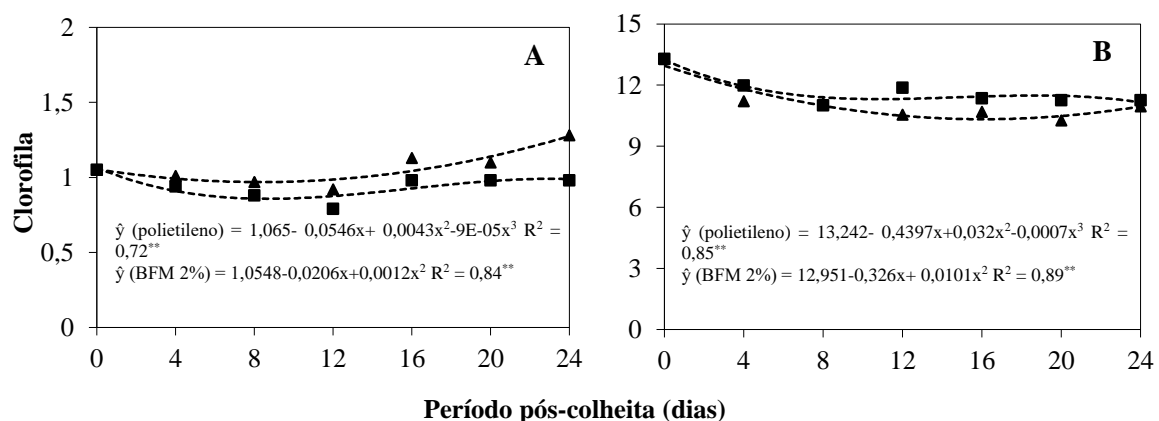 Clorofila
2
1,5
1
0,5
0
A
ŷ (polietileno) = 1,065- 0,0546x+ 0,0043x²-9E-05x³ R² =
0,72**
ŷ (BFM 2%) = 1,0548-0,0206x+0,0012x² R² = 0,84**
0 4 8 12 16 20 24
15
12
9
6
3
0
B
ŷ (polietileno) = 13,242- 0,4397x+0,032x²-0,0007x³ R² =
0,85**
ŷ (BFM 2%) = 12,951-0,326x+ 0,0101x² R² = 0,89**
0 4 8 12 16 20 24
Período pós-colheita (dias)